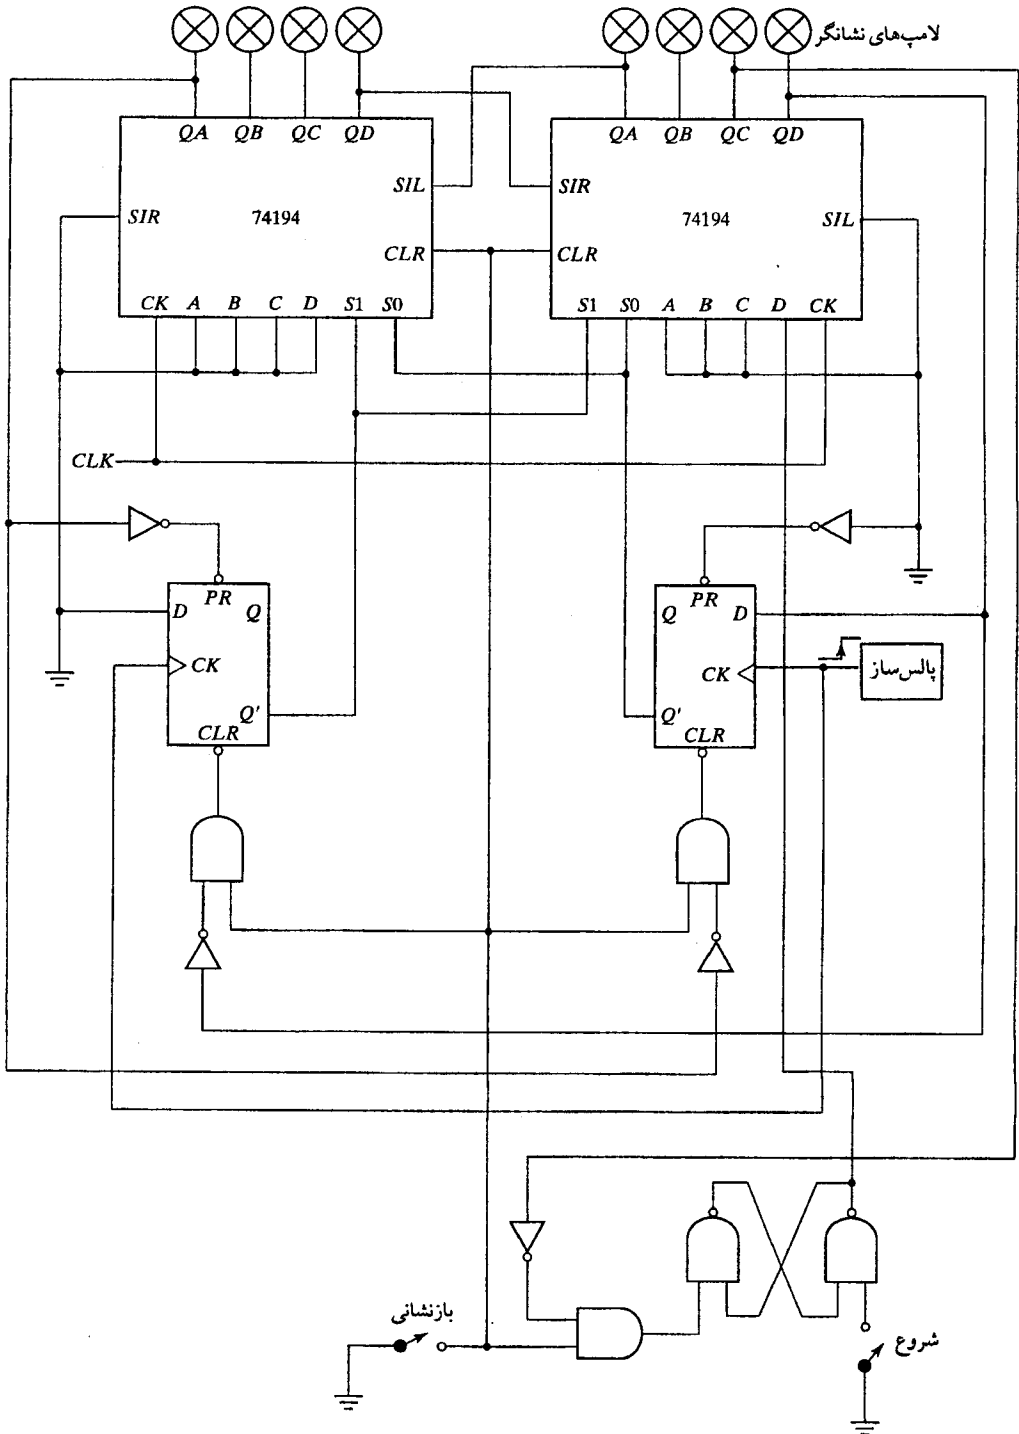 لامپ‌های نشانگر
QA QB QC QD
QA QB QC QD
SIL
SIR
SIR
74194
74194
SIL
CLR
CLR
CK A B C D S1 S0
S1 S0 A B C D CK
CLK
PR
D Q
CK
Q'
CLR
PR
Q D
CK
Q'
CLR
پالس‌ساز
بازنشانی
شروع